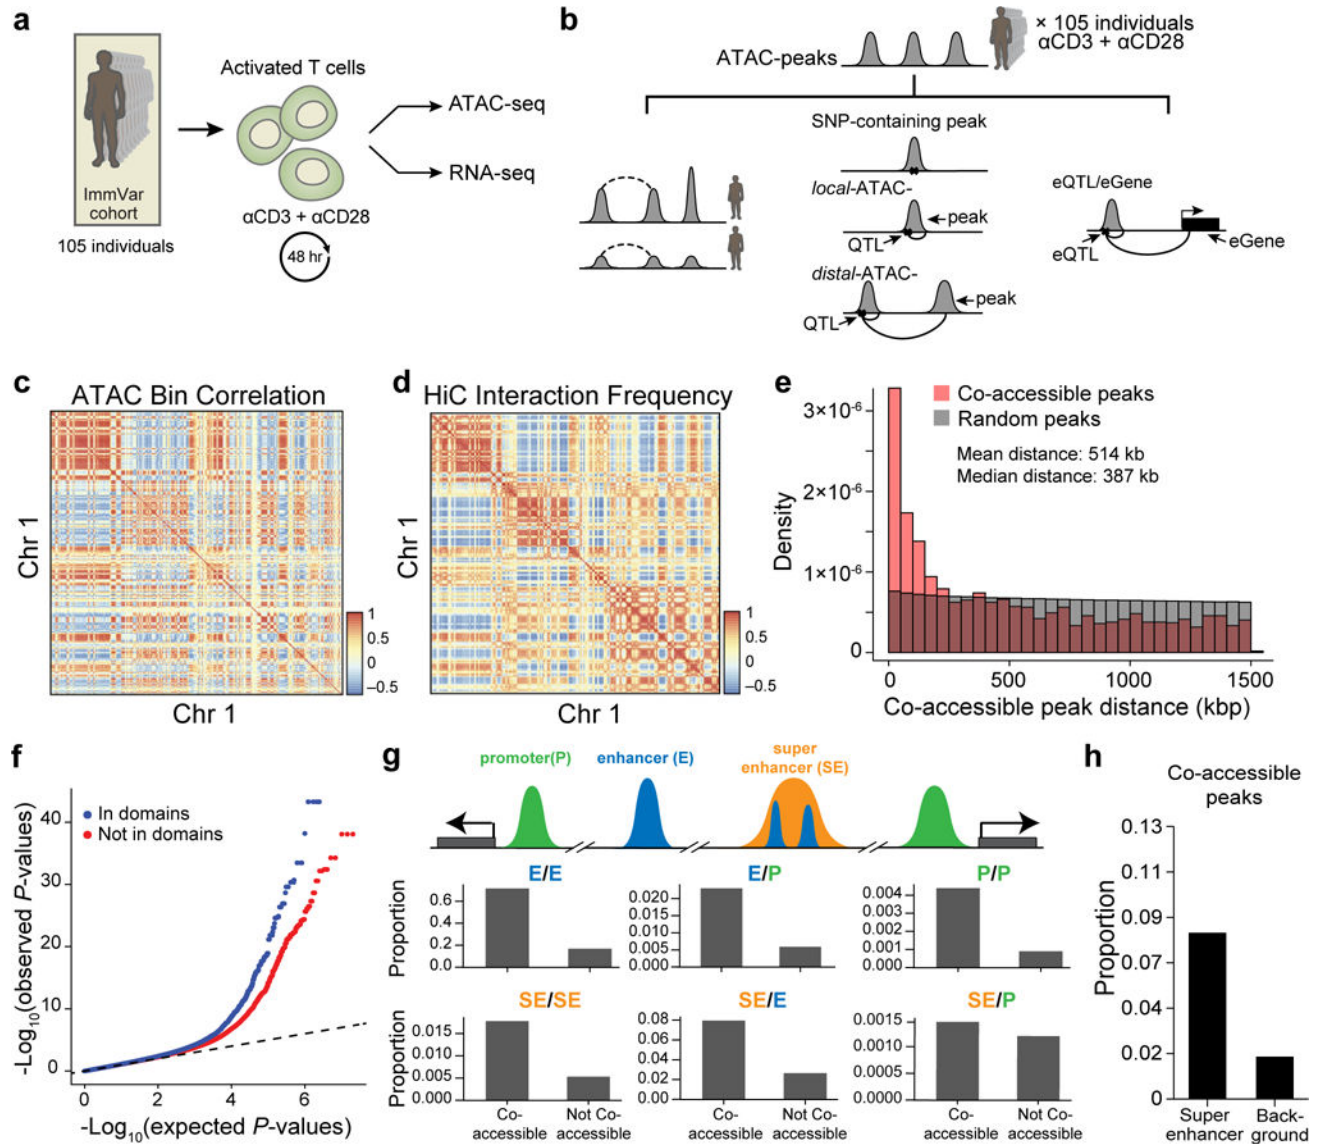 a
ImmVar
cohort
105 individuals
Activated T cells
αCD3 + αCD28
48 hr
ATAC-seq
RNA-seq
b
ATAC-peaks
× 105 individuals
αCD3 + αCD28
SNP-containing peak
local-ATAC-
peak
QTL
distal-ATAC-
peak
QTL
eQTL/eGene
eQTL
eGene
c
ATAC Bin Correlation
Chr 1
1
0.5
0
–0.5
Chr 1
d
HiC Interaction Frequency
Chr 1
1
0.5
0
–0.5
Chr 1
e
Co-accessible peaks
Random peaks
Mean distance: 514 kb
Median distance: 387 kb
Density
3×10⁻⁶
2×10⁻⁶
1×10⁻⁶
0
0 500 1000 1500
Co-accessible peak distance (kbp)
f
In domains
Not in domains
-Log₁₀(observed P-values)
40
30
20
10
0
0 2 4 6
-Log₁₀(expected P-values)
g
promoter(P)
enhancer (E)
super
enhancer (SE)
E/E
Proportion
0.6
0.4
0.2
0.0
E/P
0.020
0.015
0.010
0.005
0.000
P/P
0.004
0.003
0.002
0.001
0.000
SE/SE
Proportion
0.015
0.010
0.005
0.000
Co-
accessible
Not Co-
accessible
SE/E
0.08
0.06
0.04
0.02
0.00
Co-
accessible
Not Co-
accessible
SE/P
0.0015
0.0010
0.0005
0.0000
Co-
accessible
Not Co-
accessible
h
Co-accessible
peaks
Proportion
0.13
0.11
0.09
0.07
0.04
0.02
0
Super
enhancer
Back-
ground